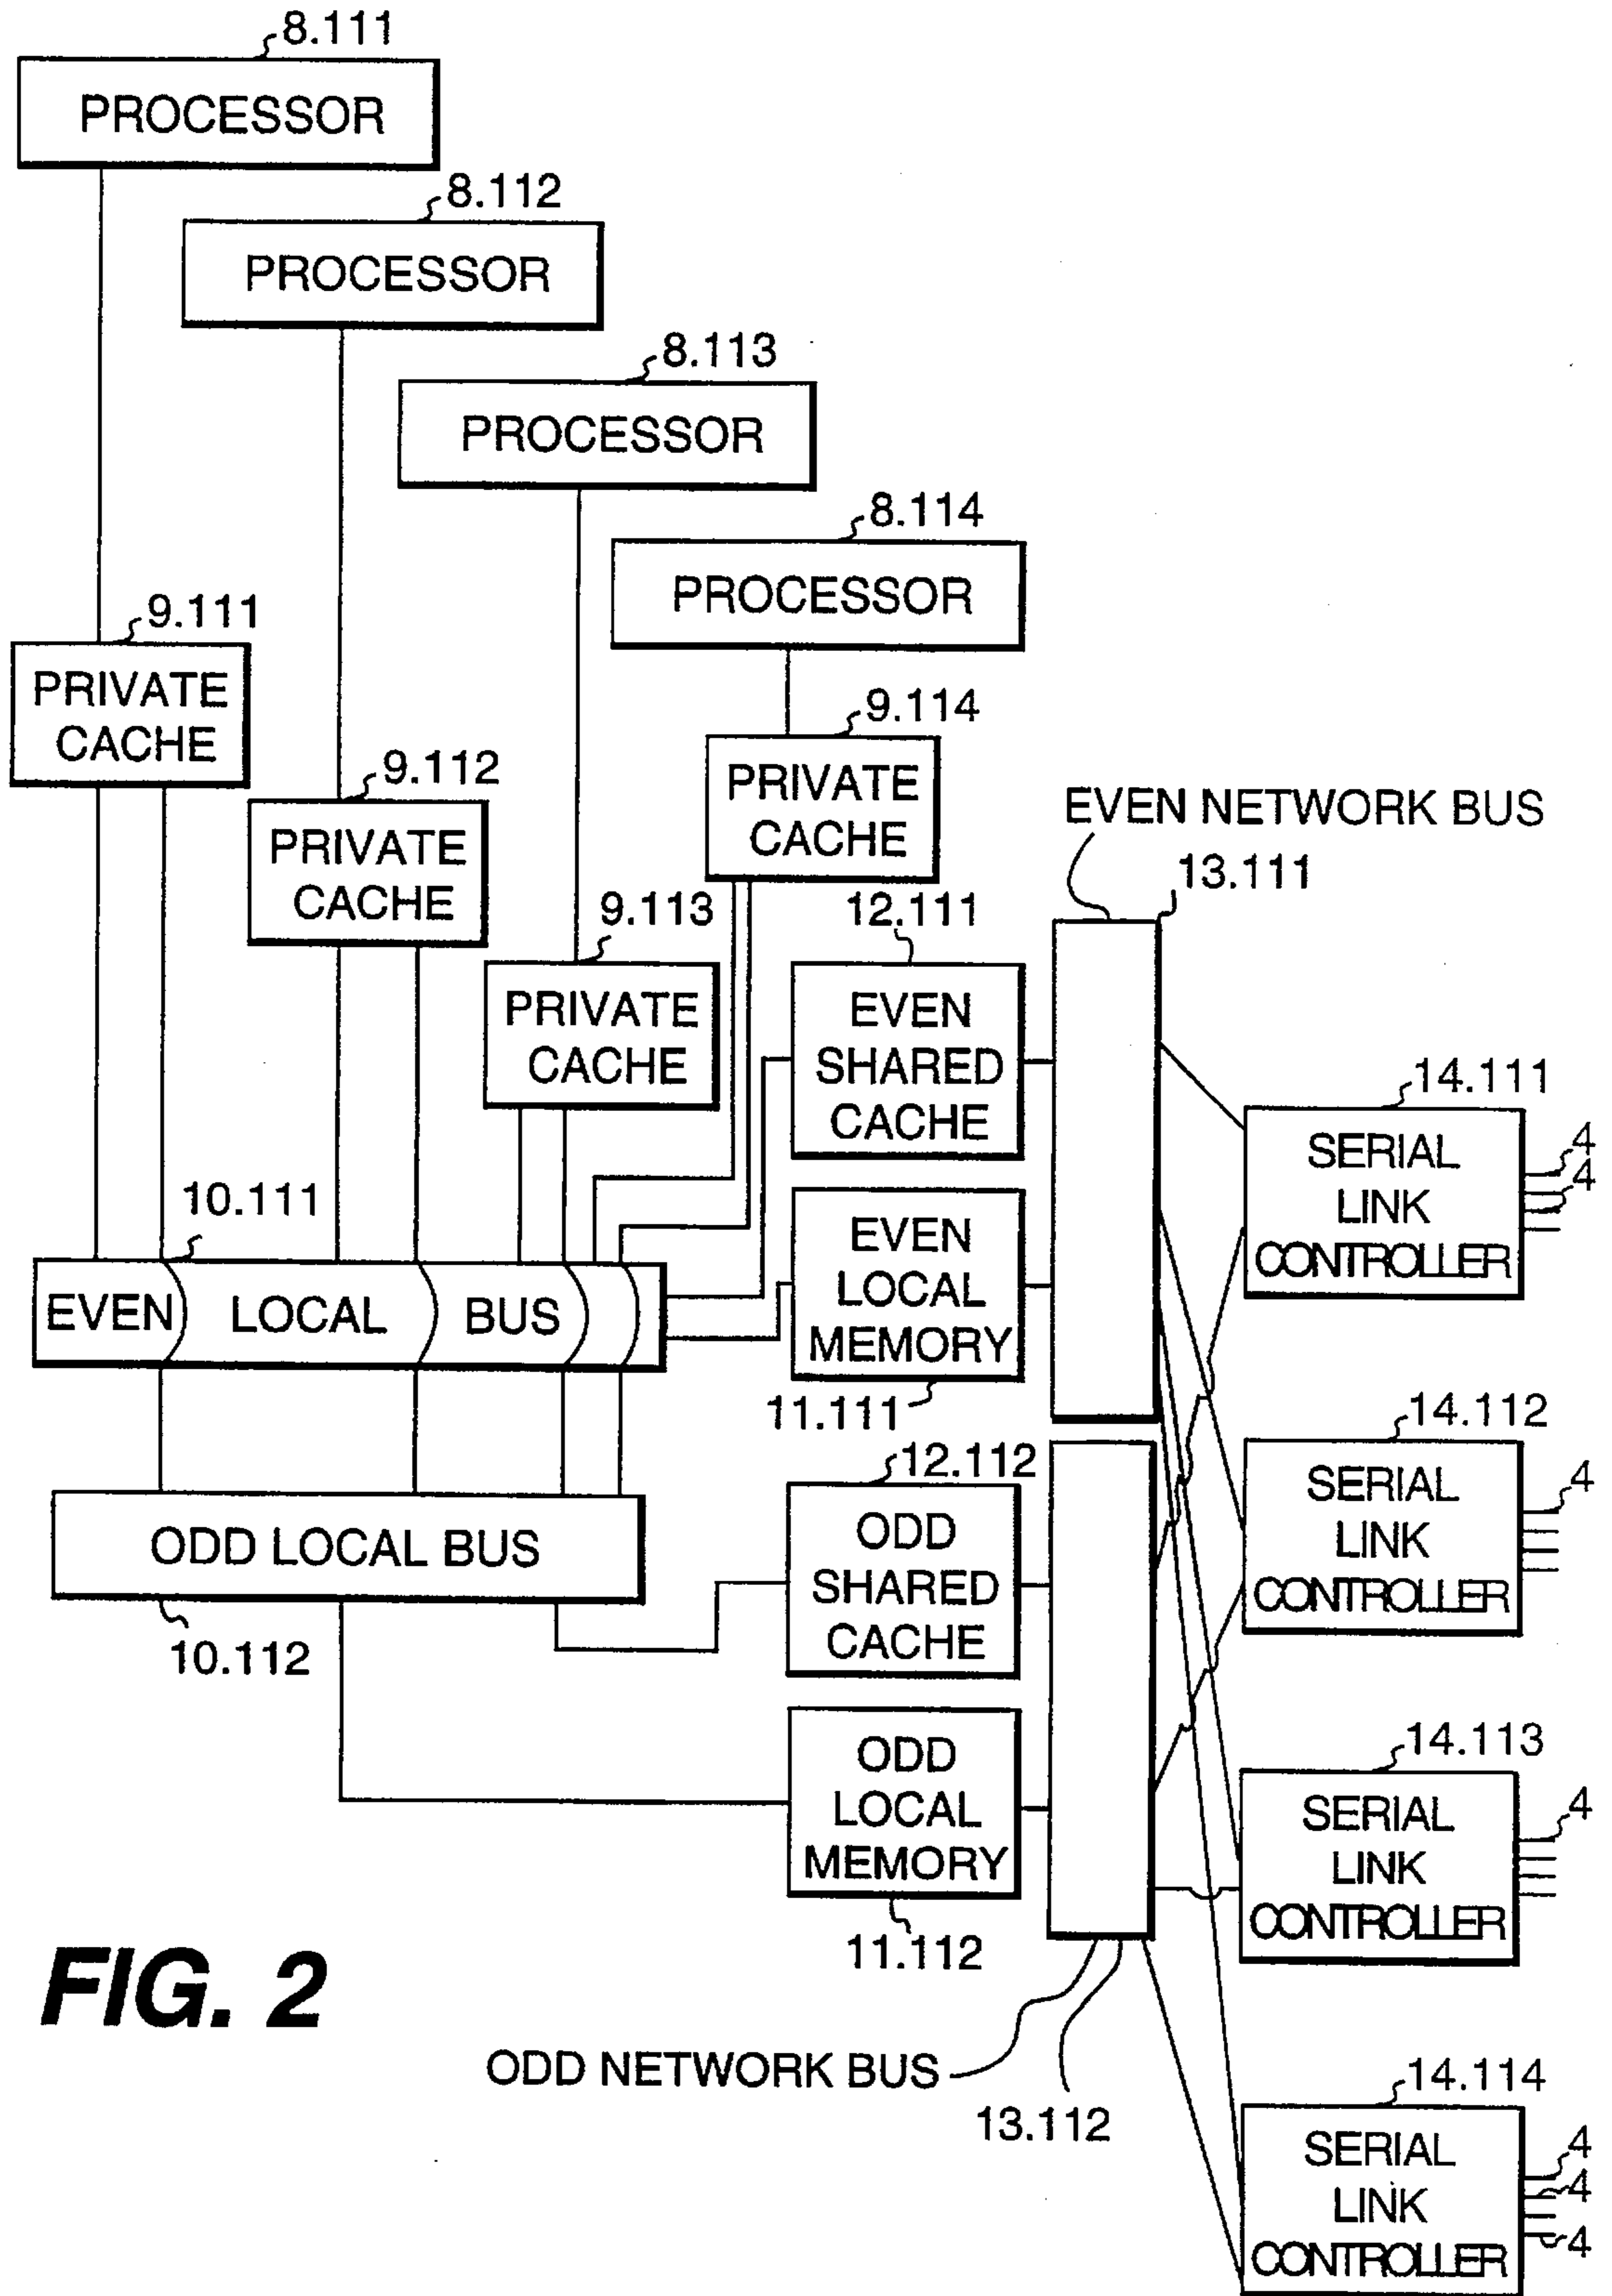 8.111
PROCESSOR
8.112
PROCESSOR
8.113
PROCESSOR
8.114
PROCESSOR
9.111
PRIVATE
CACHE
9.114
PRIVATE
CACHE
9.112
PRIVATE
CACHE
EVEN NETWORK BUS
13.111
9.113
PRIVATE
CACHE
12.111
EVEN
SHARED
CACHE
14.111
SERIAL
LINK
CONTROLLER
4
4
10.111
EVEN LOCAL BUS
EVEN
LOCAL
MEMORY
11.111
14.112
SERIAL
LINK
CONTROLLER
4
12.112
ODD
SHARED
CACHE
ODD LOCAL BUS
10.112
14.113
SERIAL
LINK
CONTROLLER
4
ODD
LOCAL
MEMORY
11.112
FIG. 2
ODD NETWORK BUS
13.112
14.114
SERIAL
LINK
CONTROLLER
4
4
4